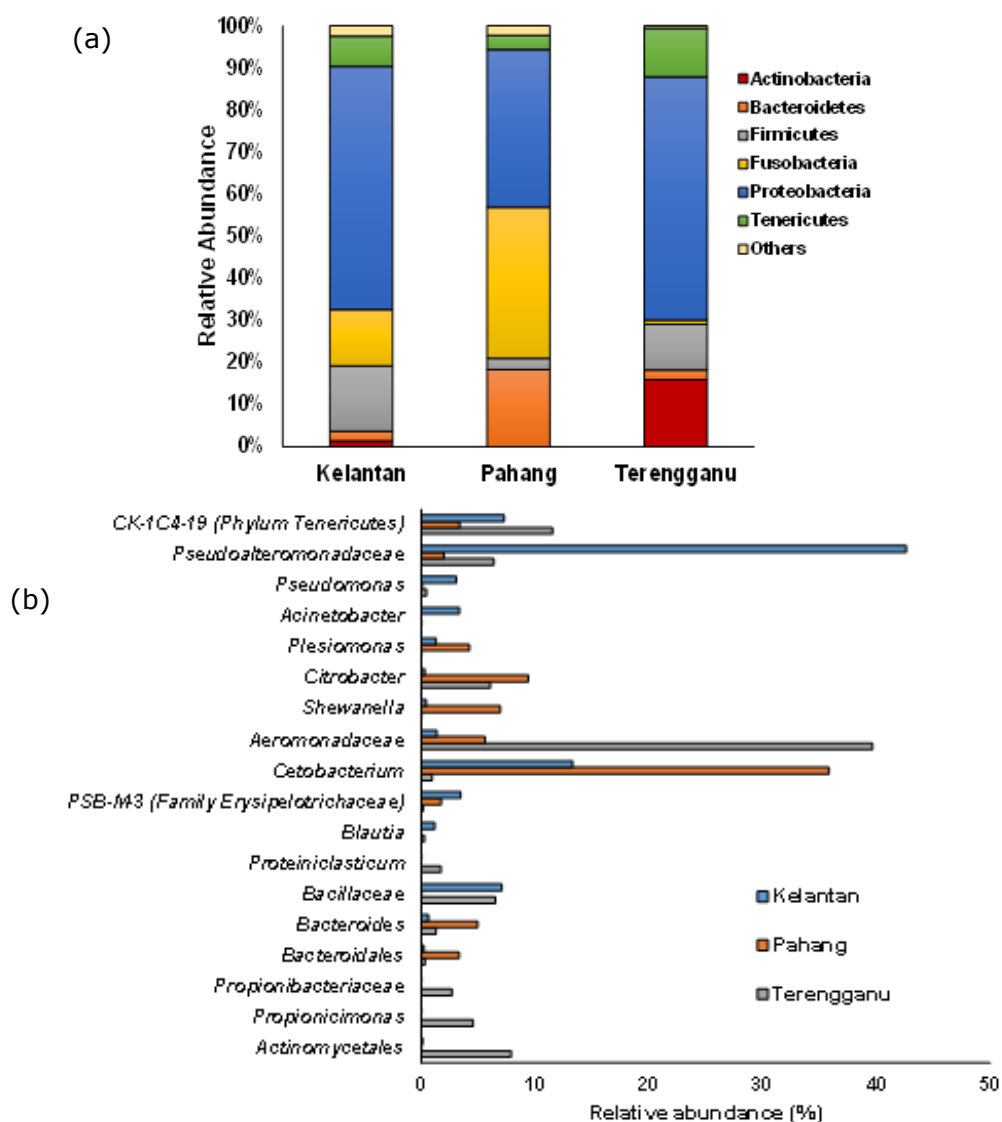 (a)
100%
90%
80%
70%
60%
50%
40%
30%
20%
10%
0%
Relative Abundance
Kelantan
Pahang
Terengganu
Actinobacteria
Bacteroidetes
Firmicutes
Fusobacteria
Proteobacteria
Tenericutes
Others
(b)
CK-1C4-19 (Phylum Tenericutes)
Pseudoalteromonadaceae
Pseudomonas
Acinetobacter
Plesiomonas
Citrobacter
Shewanella
Aeromonadaceae
Cetobacterium
PSB-M3 (Family Erysipelotrichaceae)
Blautia
Proteiniclasticum
Bacillaceae
Bacteroides
Bacteroidales
Propionibacteriaceae
Propionicimonas
Actinomycetales
Kelantan
Pahang
Terengganu
0 10 20 30 40 50
Relative abundance (%)